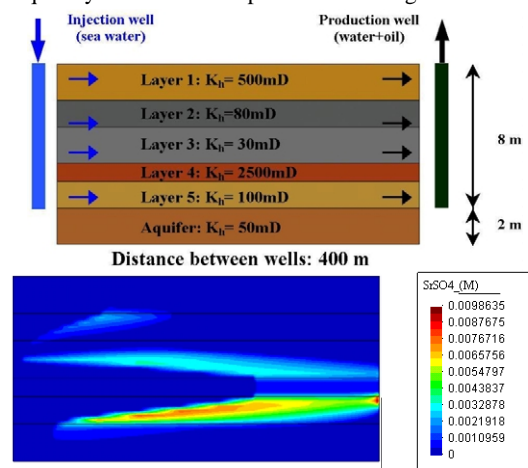 Injection well
(sea water)
Production well
(water+oil)
Layer 1: Kh= 500mD
Layer 2: Kh=80mD
Layer 3: Kh= 30mD
Layer 4: Kh= 2500mD
Layer 5: Kh= 100mD
Aquifer: Kh= 50mD
8 m
2 m
Distance between wells: 400 m
SrSO4_(M)
0.0098635
0.0087675
0.0076716
0.0065756
0.0054797
0.0043837
0.0032878
0.0021918
0.0010959
0